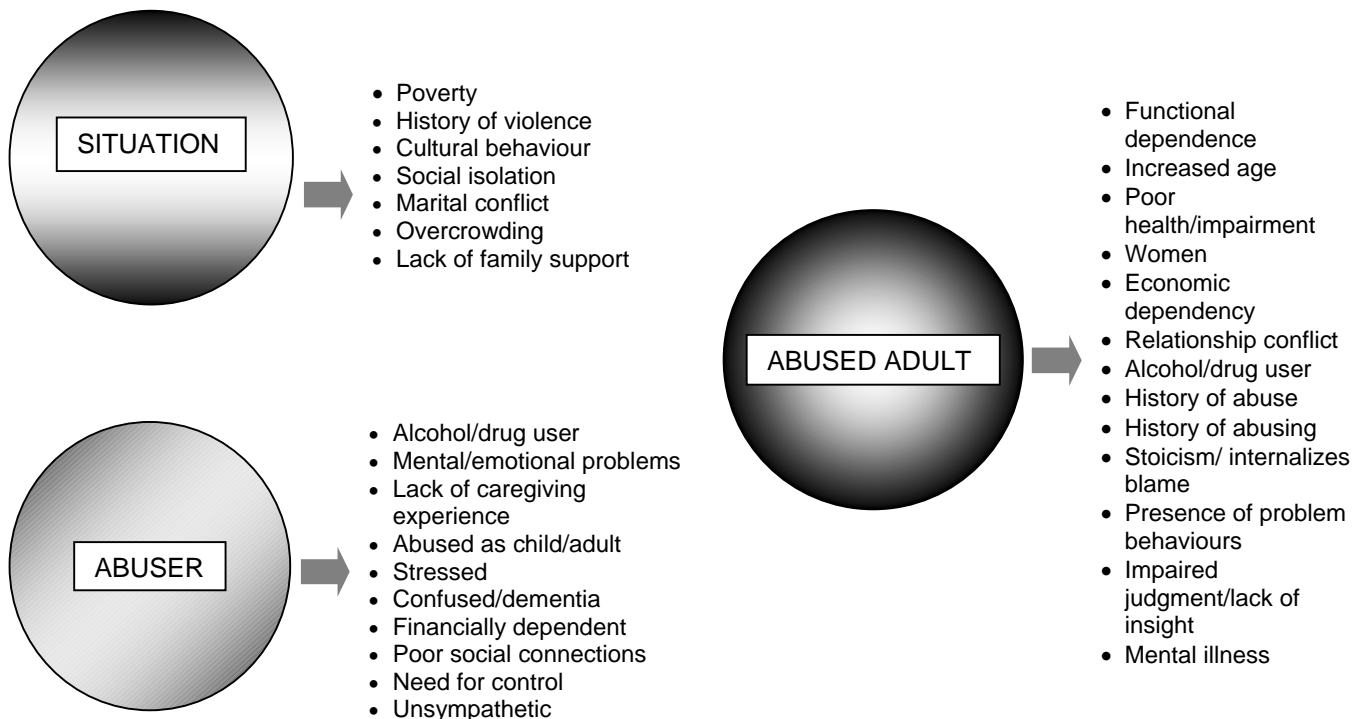 SITUATION
• Poverty
• History of violence
• Cultural behaviour
• Social isolation
• Marital conflict
• Overcrowding
• Lack of family support
ABUSER
• Alcohol/drug user
• Mental/emotional problems
• Lack of caregiving
experience
• Abused as child/adult
• Stressed
• Confused/dementia
• Financially dependent
• Poor social connections
• Need for control
• Unsympathetic
ABUSED ADULT
• Functional
dependence
• Increased age
• Poor
health/impairment
• Women
• Economic
dependency
• Relationship conflict
• Alcohol/drug user
• History of abuse
• History of abusing
• Stoicism/ internalizes
blame
• Presence of problem
behaviours
• Impaired
judgment/lack of
insight
• Mental illness